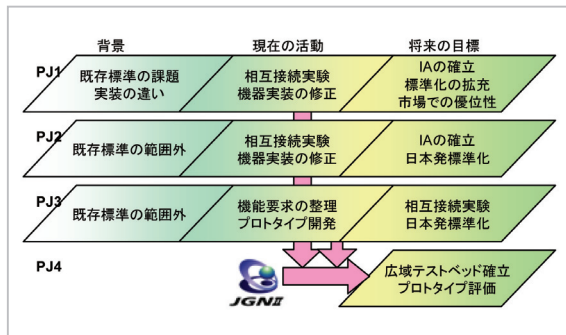 背景
現在の活動
将来の目標
PJ1
既存標準の課題
実装の違い
相互接続実験
機器実装の修正
IAの確立
標準化の拡充
市場での優位性
PJ2
既存標準の範囲外
相互接続実験
機器実装の修正
IAの確立
日本発標準化
PJ3
既存標準の範囲外
機能要求の整理
プロトタイプ開発
相互接続実験
日本発標準化
PJ4
JGNII
広域テストベッド確立
プロトタイプ評価